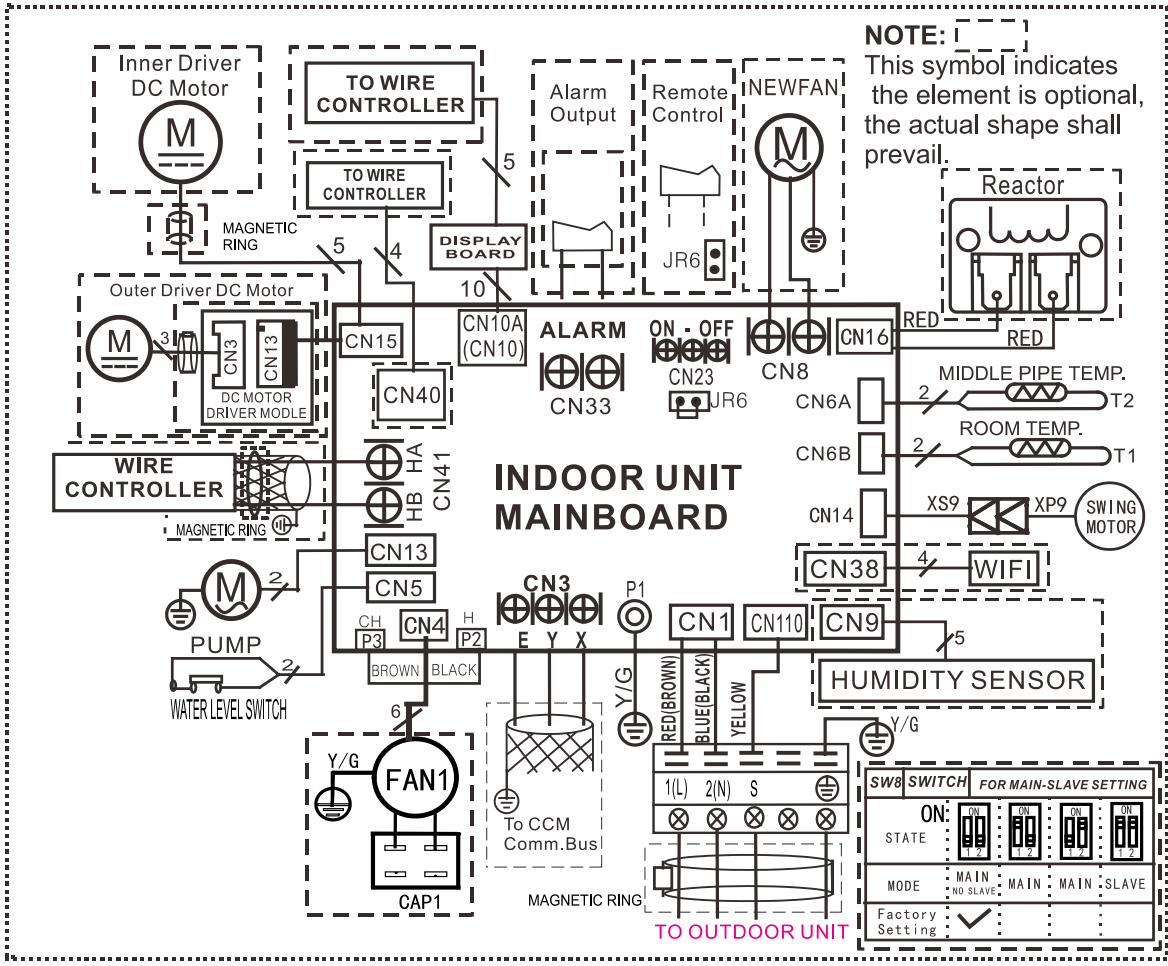 NOTE:
This symbol indicates
the element is optional,
the actual shape shall
prevail.
Inner Driver
DC Motor
M
MAGNETIC
RING
5
TO WIRE
CONTROLLER
5
TO WIRE
CONTROLLER
4
DISPLAY
BOARD
10
Alarm
Output
Remote
Control
JR6
NEWFAN
M
Reactor
RED
RED
Outer Driver DC Motor
M
3
CN3
CN13
DC MOTOR
DRIVER MODLE
CN15
CN40
CN10A
(CN10)
ALARM
CN33
ON - OFF
CN23
JR6
CN8
CN16
CN6A
2
MIDDLE PIPE TEMP.
T2
CN6B
2
ROOM TEMP.
T1
CN14
XS9
XP9
SWING
MOTOR
CN38
4
WIFI
CN9
5
HUMIDITY SENSOR
WIRE
CONTROLLER
MAGNETIC RING
HA
HB
CN41
INDOOR UNIT
MAINBOARD
CN13
CN5
M
2
PUMP
2
WATER LEVEL SWITCH
CH
P3
CN4
H
P2
BROWN
BLACK
6
Y/G
FAN1
CAP1
CN3
E
Y
X
To CCM
Comm.Bus
P1
Y/G
CN1
CN110
RED(BROWN)
BLUE(BLACK)
YELLOW
Y/G
1(L)
2(N)
S
MAGNETIC RING
TO OUTDOOR UNIT
SW8 SWITCH FOR MAIN-SLAVE SETTING
ON
STATE
ON
1 2
ON
1 2
ON
1 2
ON
1 2
MODE
MAIN
NO SLAVE
MAIN
MAIN
SLAVE
Factory
Setting